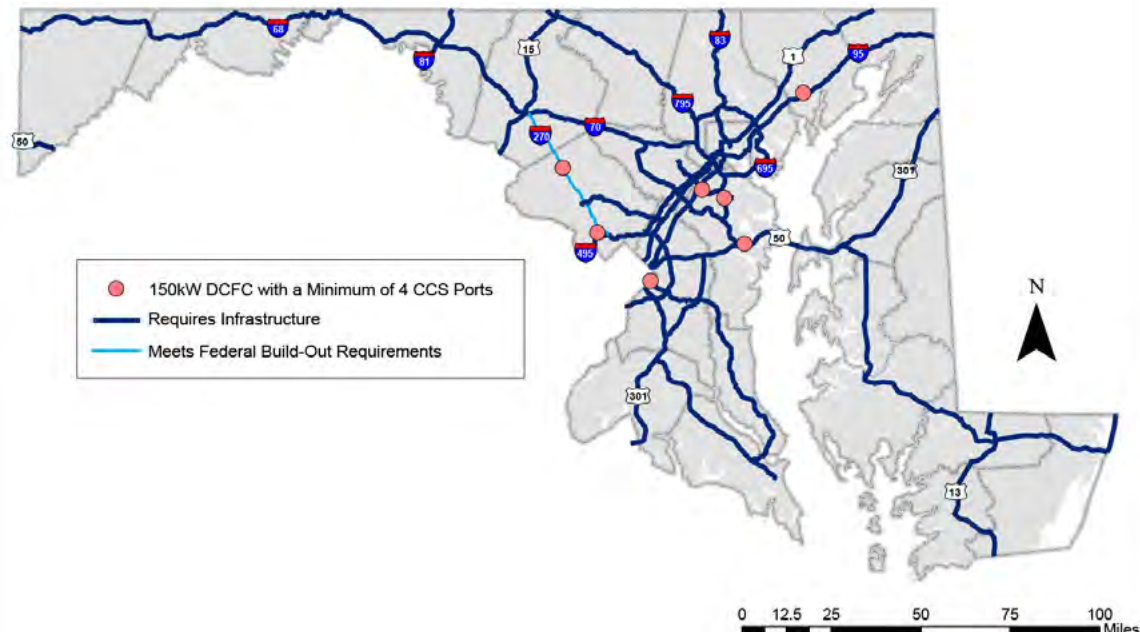 68
81
15
83
1
95
795
270
70
50
695
301
495
50
150kW DCFC with a Minimum of 4 CCS Ports
Requires Infrastructure
Meets Federal Build-Out Requirements
N
301
13
0 12.5 25 50 75 100
Miles